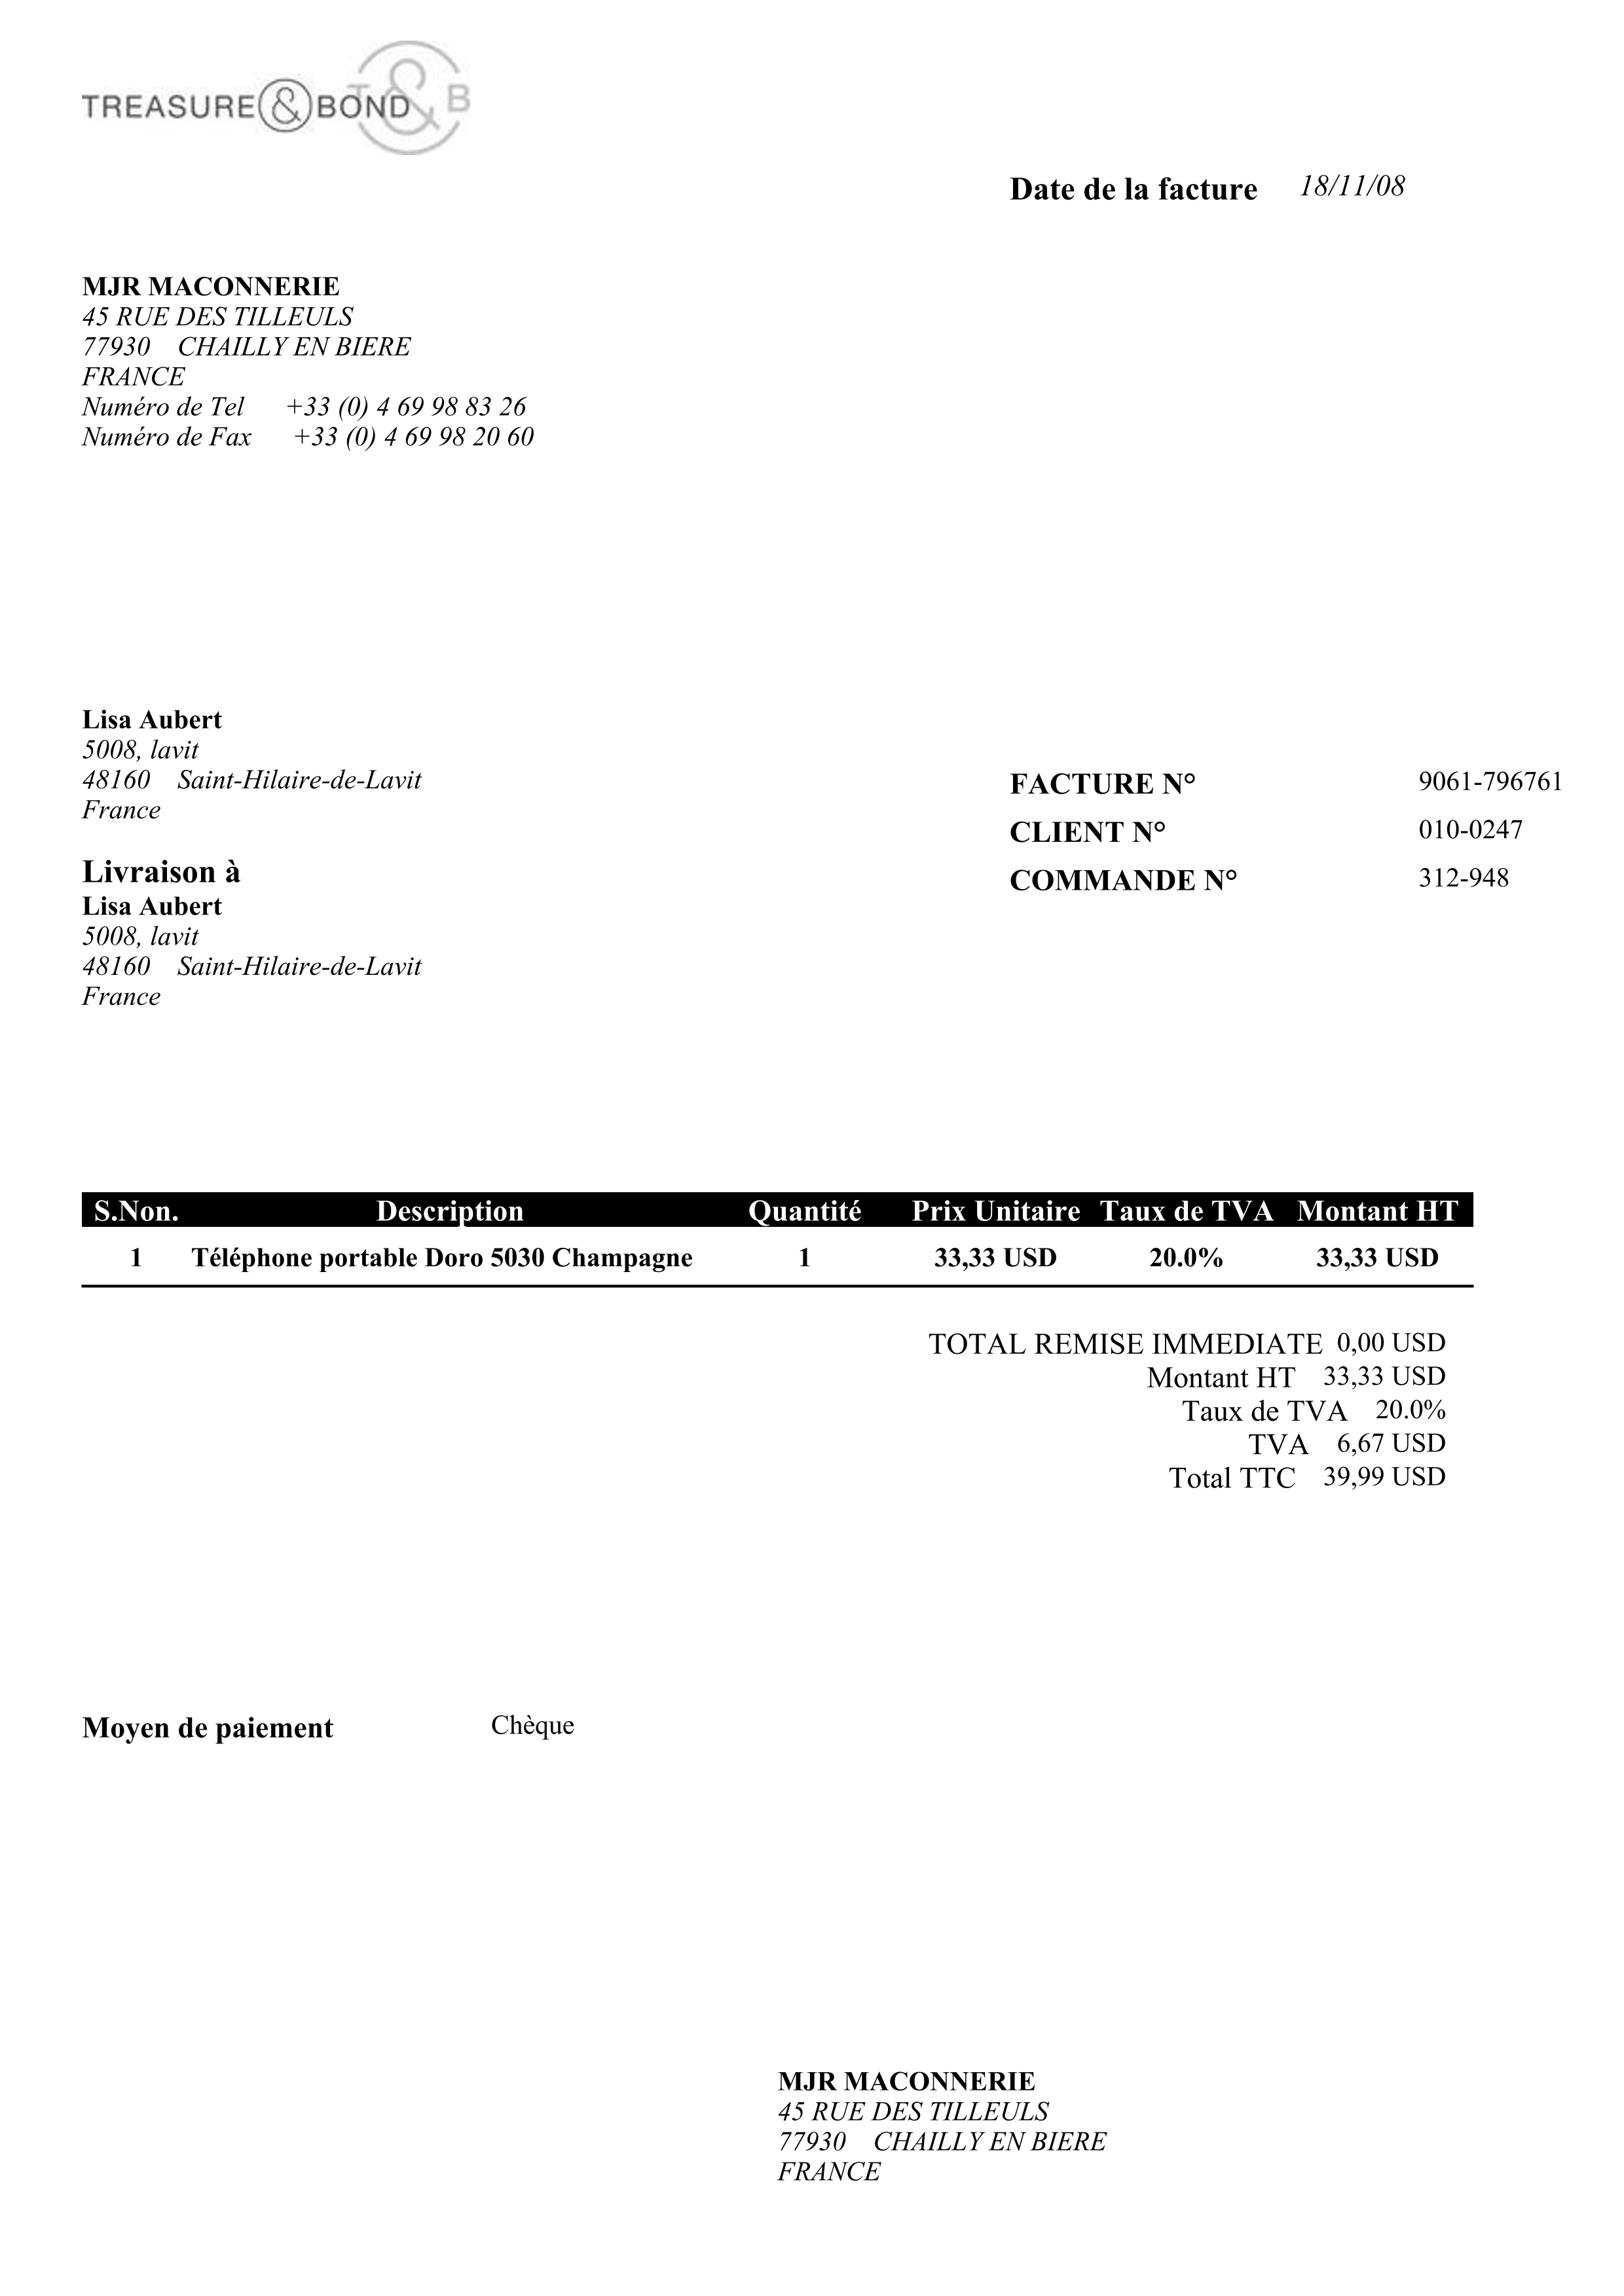 TREASURE & BOND T & B
Date de la facture 18/11/08
MJR MACONNERIE
45 RUE DES TILLEULS
77930 CHAILLY EN BIERE
FRANCE
Numéro de Tel +33 (0) 4 69 98 83 26
Numéro de Fax +33 (0) 4 69 98 20 60
Lisa Aubert
5008, lavit
48160 Saint-Hilaire-de-Lavit
France
FACTURE N° 9061-796761
CLIENT N° 010-0247
COMMANDE N° 312-948
Livraison à
Lisa Aubert
5008, lavit
48160 Saint-Hilaire-de-Lavit
France
S.Non. Description Quantité Prix Unitaire Taux de TVA Montant HT
1 Téléphone portable Doro 5030 Champagne 1 33,33 USD 20.0% 33,33 USD
TOTAL REMISE IMMEDIATE 0,00 USD
Montant HT 33,33 USD
Taux de TVA 20.0%
TVA 6,67 USD
Total TTC 39,99 USD
Moyen de paiement Chèque
MJR MACONNERIE
45 RUE DES TILLEULS
77930 CHAILLY EN BIERE
FRANCE